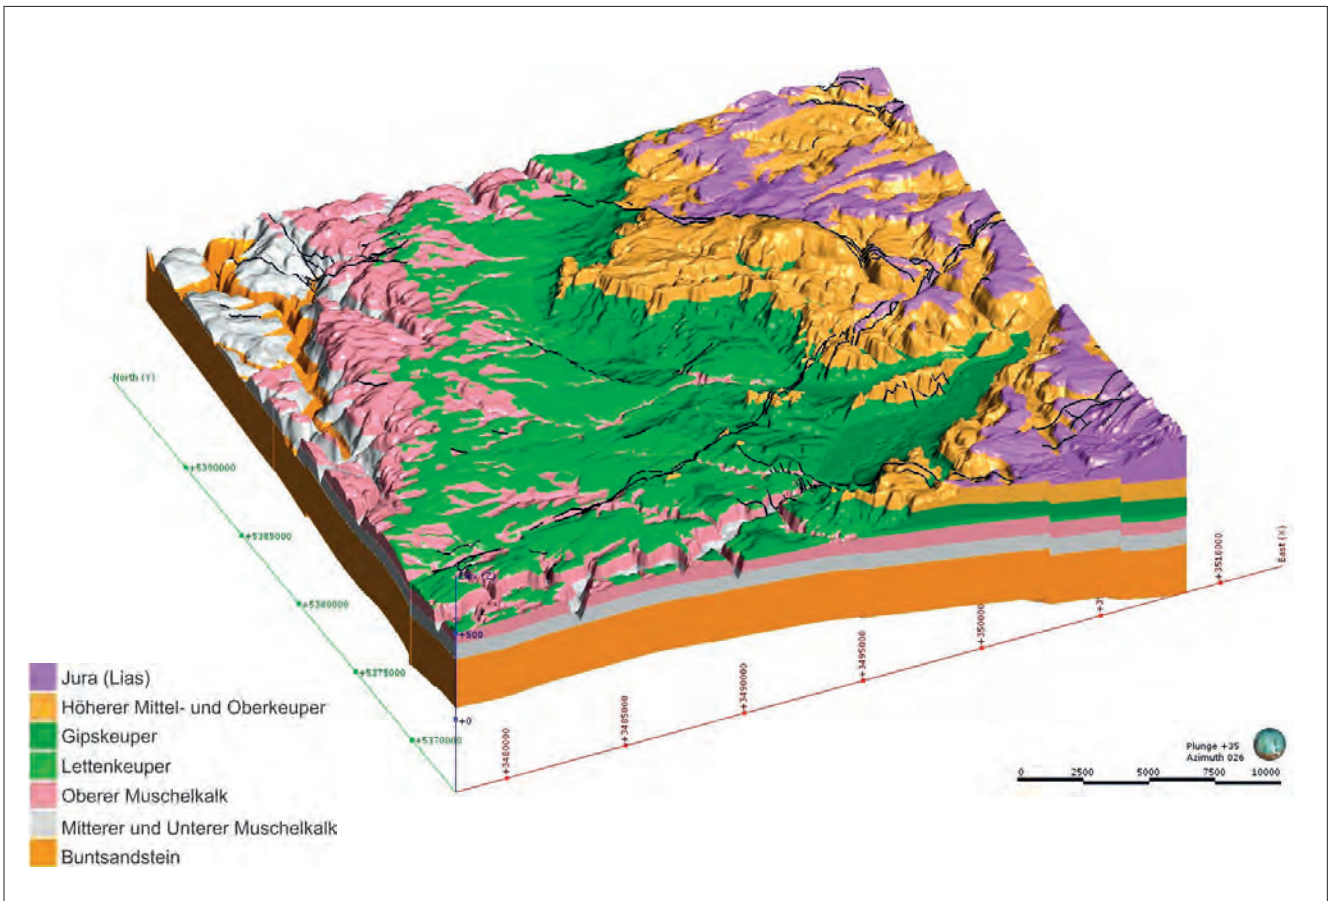 North (Y)
+5390000
+5385000
+5380000
+5375000
+5370000
+500
+0
+3480000
+3485000
+3490000
+3495000
+350000
+3510000
East (X)
Plunge +35
Azimuth 026
0 2500 5000 7500 10000
Jura (Lias)
Höherer Mittel- und Oberkeuper
Gipskeuper
Lettenkeuper
Oberer Muschelkalk
Mitterer und Unterer Muschelkalk
Buntsandstein